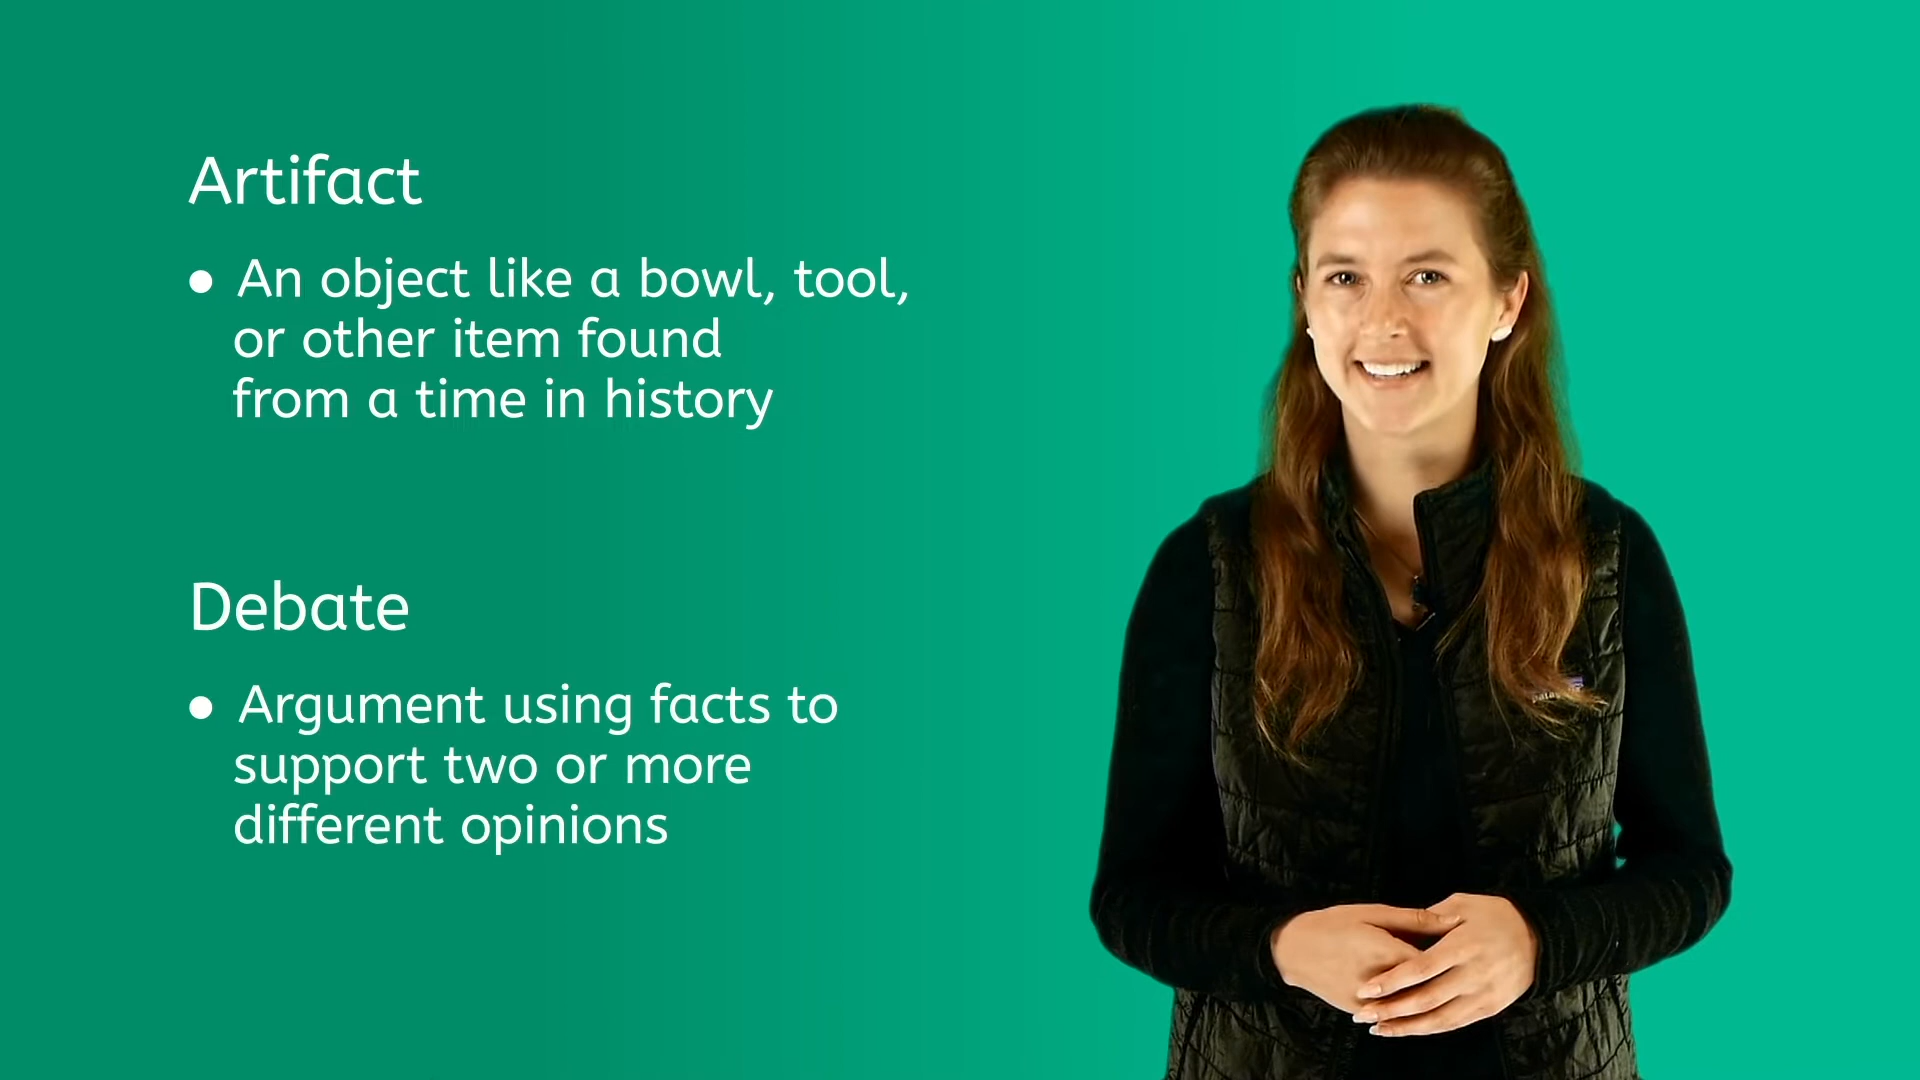 Artifact
● An object like a bowl, tool,
or other item found
from a time in history
Debate
● Argument using facts to
support two or more
different opinions